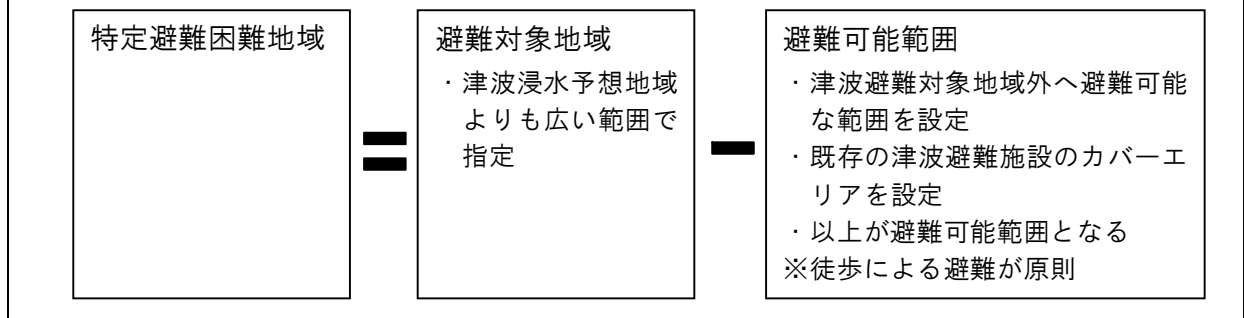 特定避難困難地域
避難対象地域
・津波浸水予想地域
よりも広い範囲で
指定
避難可能範囲
・津波避難対象地域外へ避難可能
な範囲を設定
・既存の津波避難施設のカバーエ
リアを設定
・以上が避難可能範囲となる
※徒歩による避難が原則